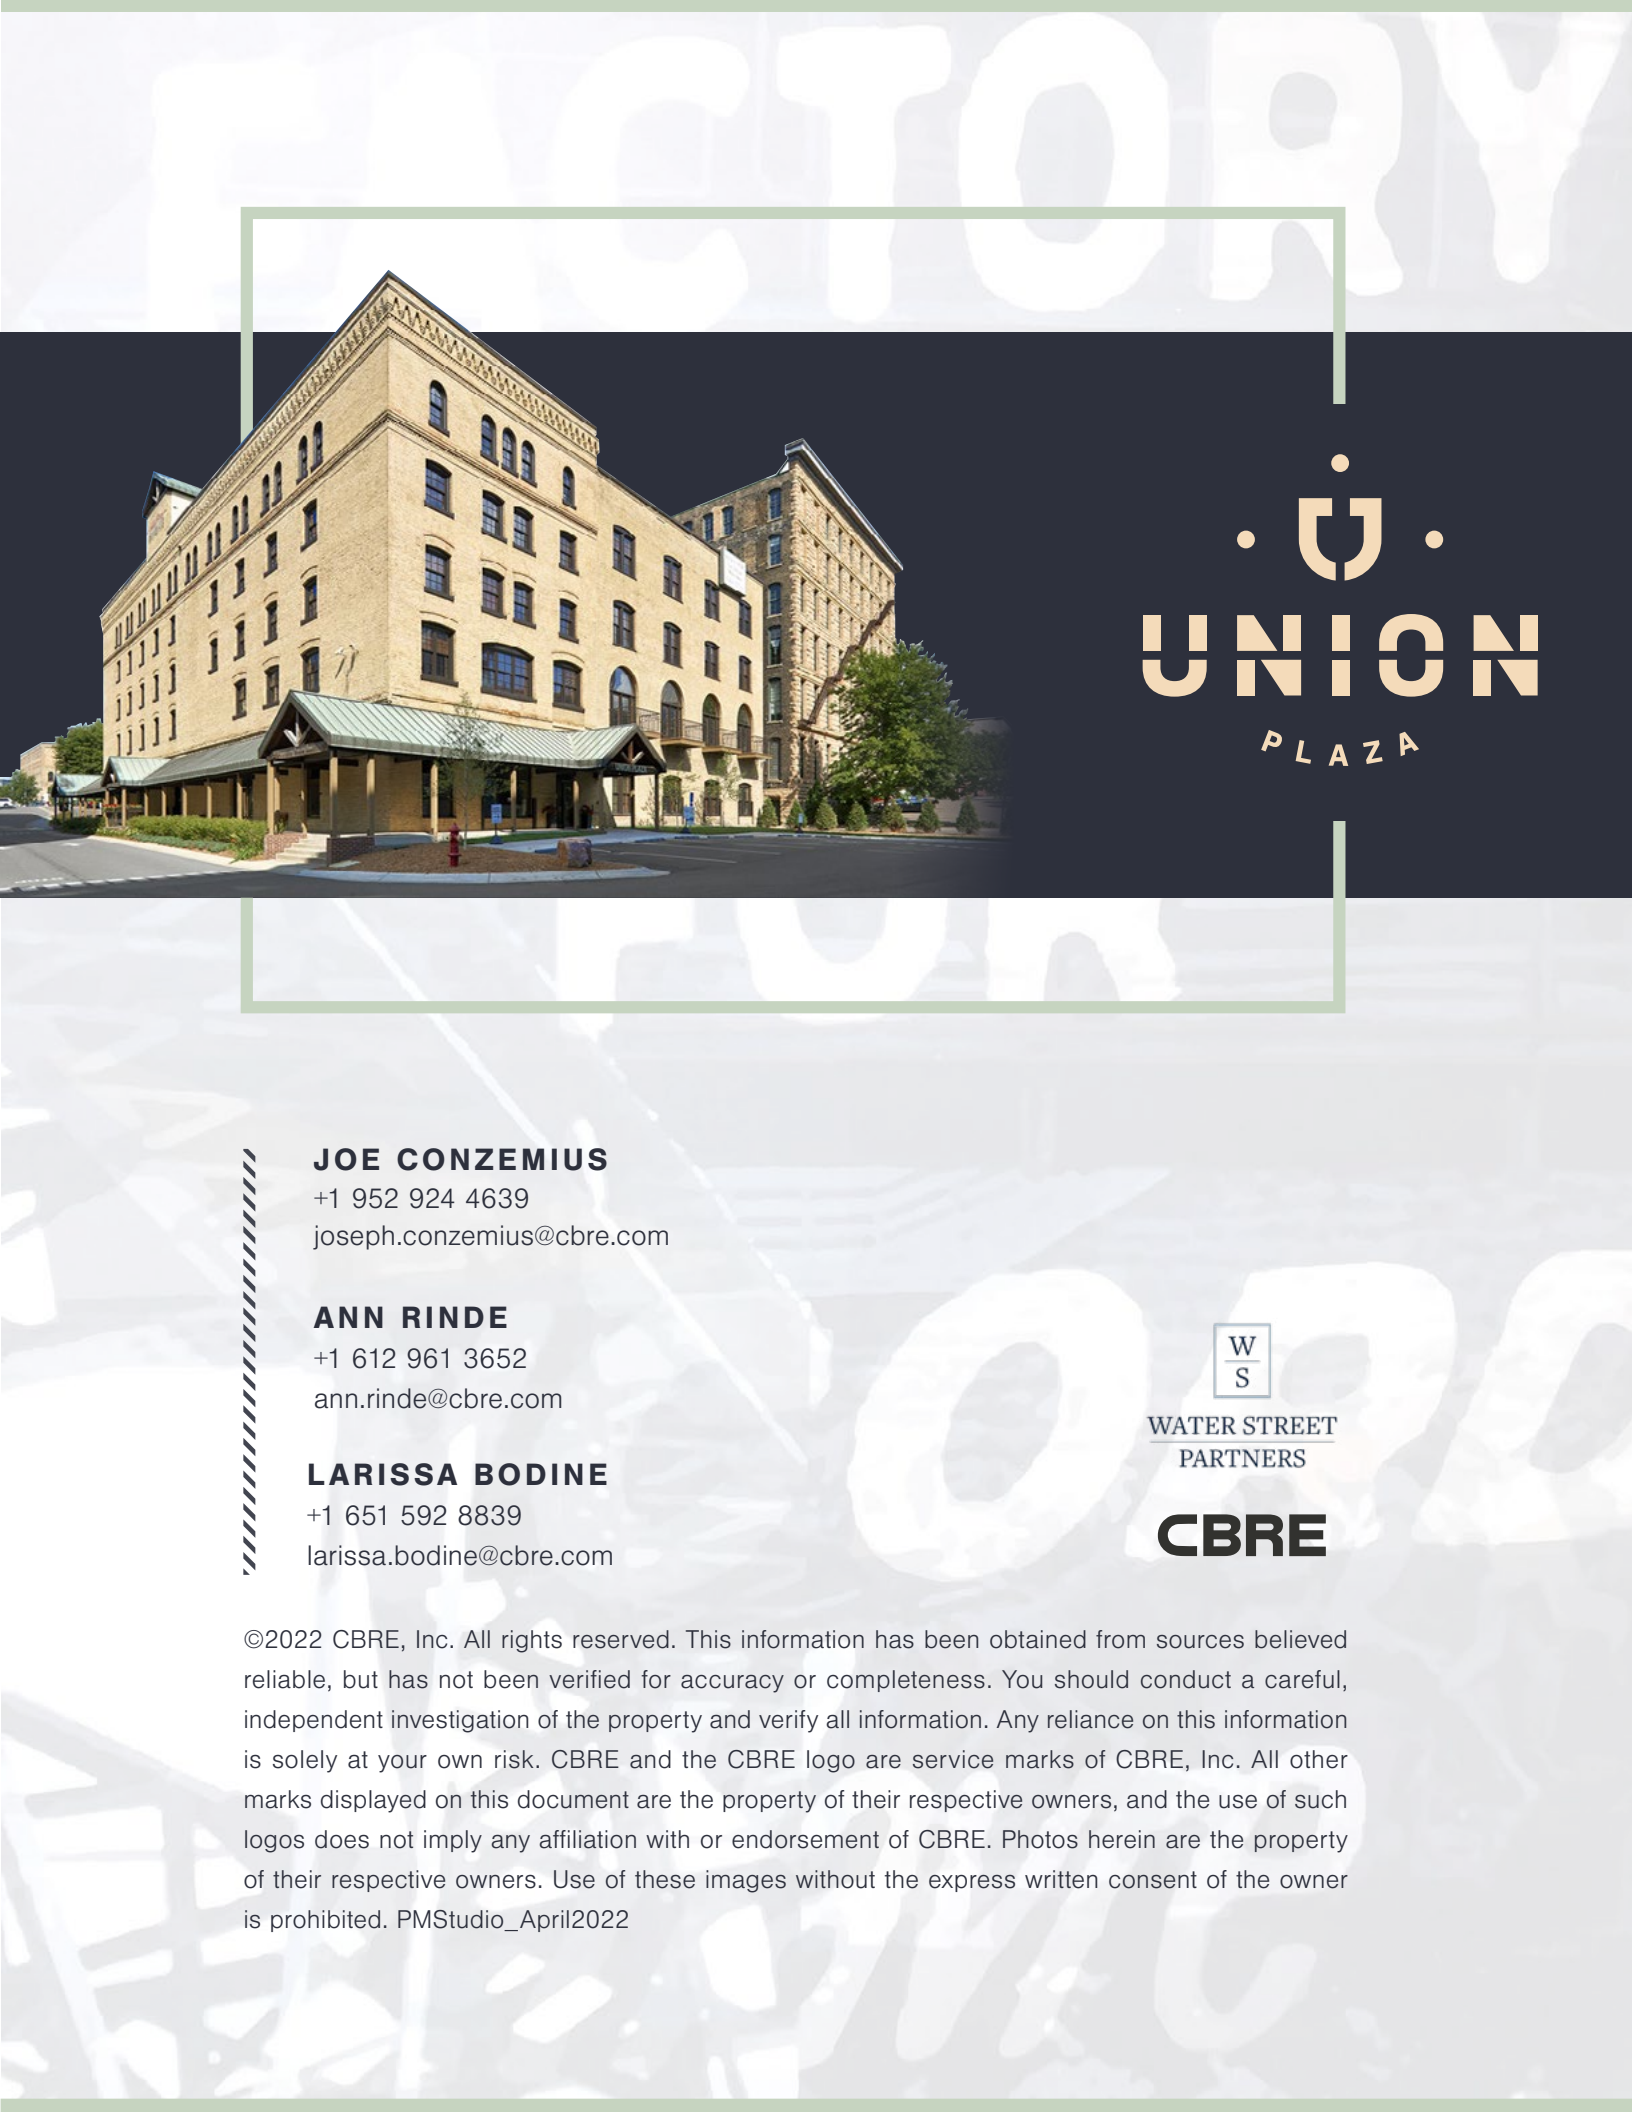 FACTORY
UNION
PLAZA
FOR
JOE CONZEMIUS
+1 952 924 4639
joseph.conzemius@cbre.com
ANN RINDE
+1 612 961 3652
ann.rinde@cbre.com
LARISSA BODINE
+1 651 592 8839
larissa.bodine@cbre.com
W
S
WATER STREET
PARTNERS
CBRE
©2022 CBRE, Inc. All rights reserved. This information has been obtained from sources believed
reliable, but has not been verified for accuracy or completeness. You should conduct a careful,
independent investigation of the property and verify all information. Any reliance on this information
is solely at your own risk. CBRE and the CBRE logo are service marks of CBRE, Inc. All other
marks displayed on this document are the property of their respective owners, and the use of such
logos does not imply any affiliation with or endorsement of CBRE. Photos herein are the property
of their respective owners. Use of these images without the express written consent of the owner
is prohibited. PMStudio_April2022